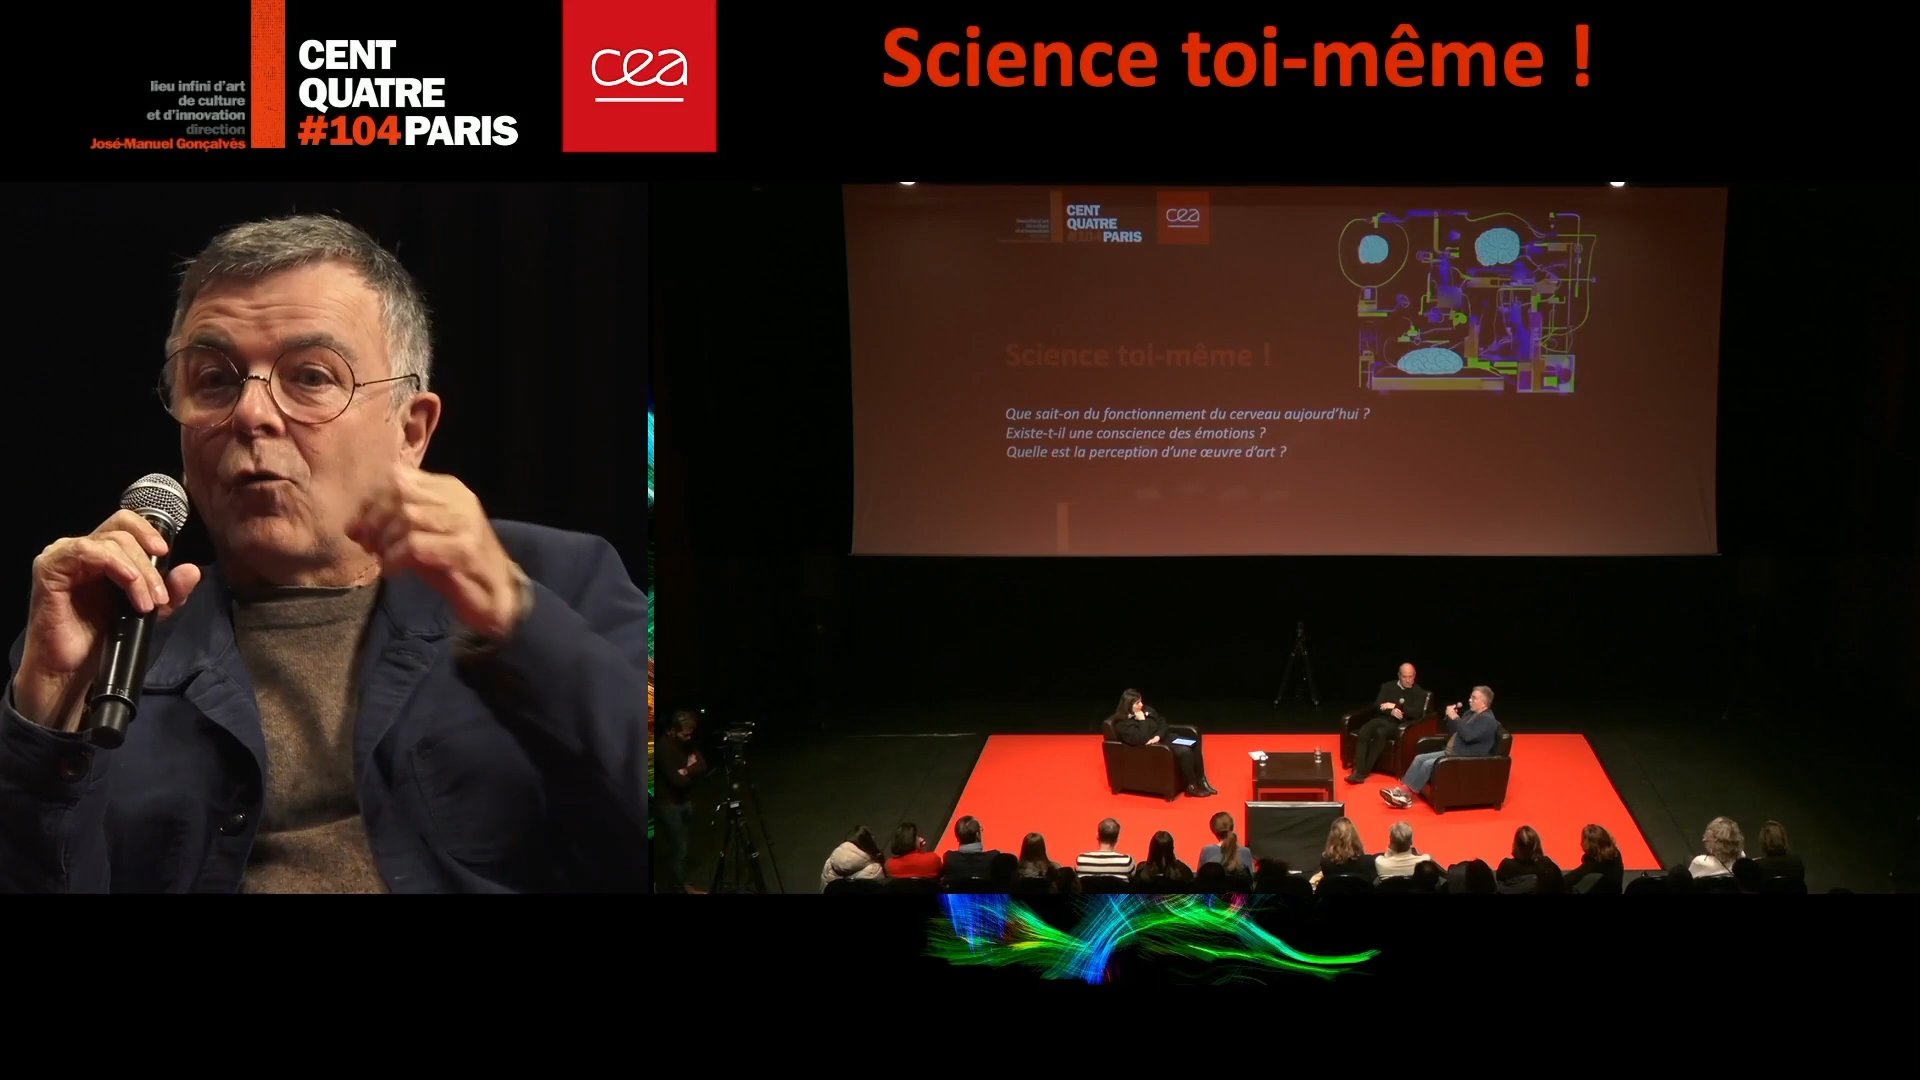 lieu infini d'art
de culture
et d'innovation
direction
José-Manuel Gonçalvès
CENT
QUATRE
#104PARIS
cea
Science toi-même !
CENT
QUATRE
#104PARIS
cea
Science toi-même !
Que sait-on du fonctionnement du cerveau aujourd'hui ?
Existe-t-il une conscience des émotions ?
Quelle est la perception d'une œuvre d'art ?